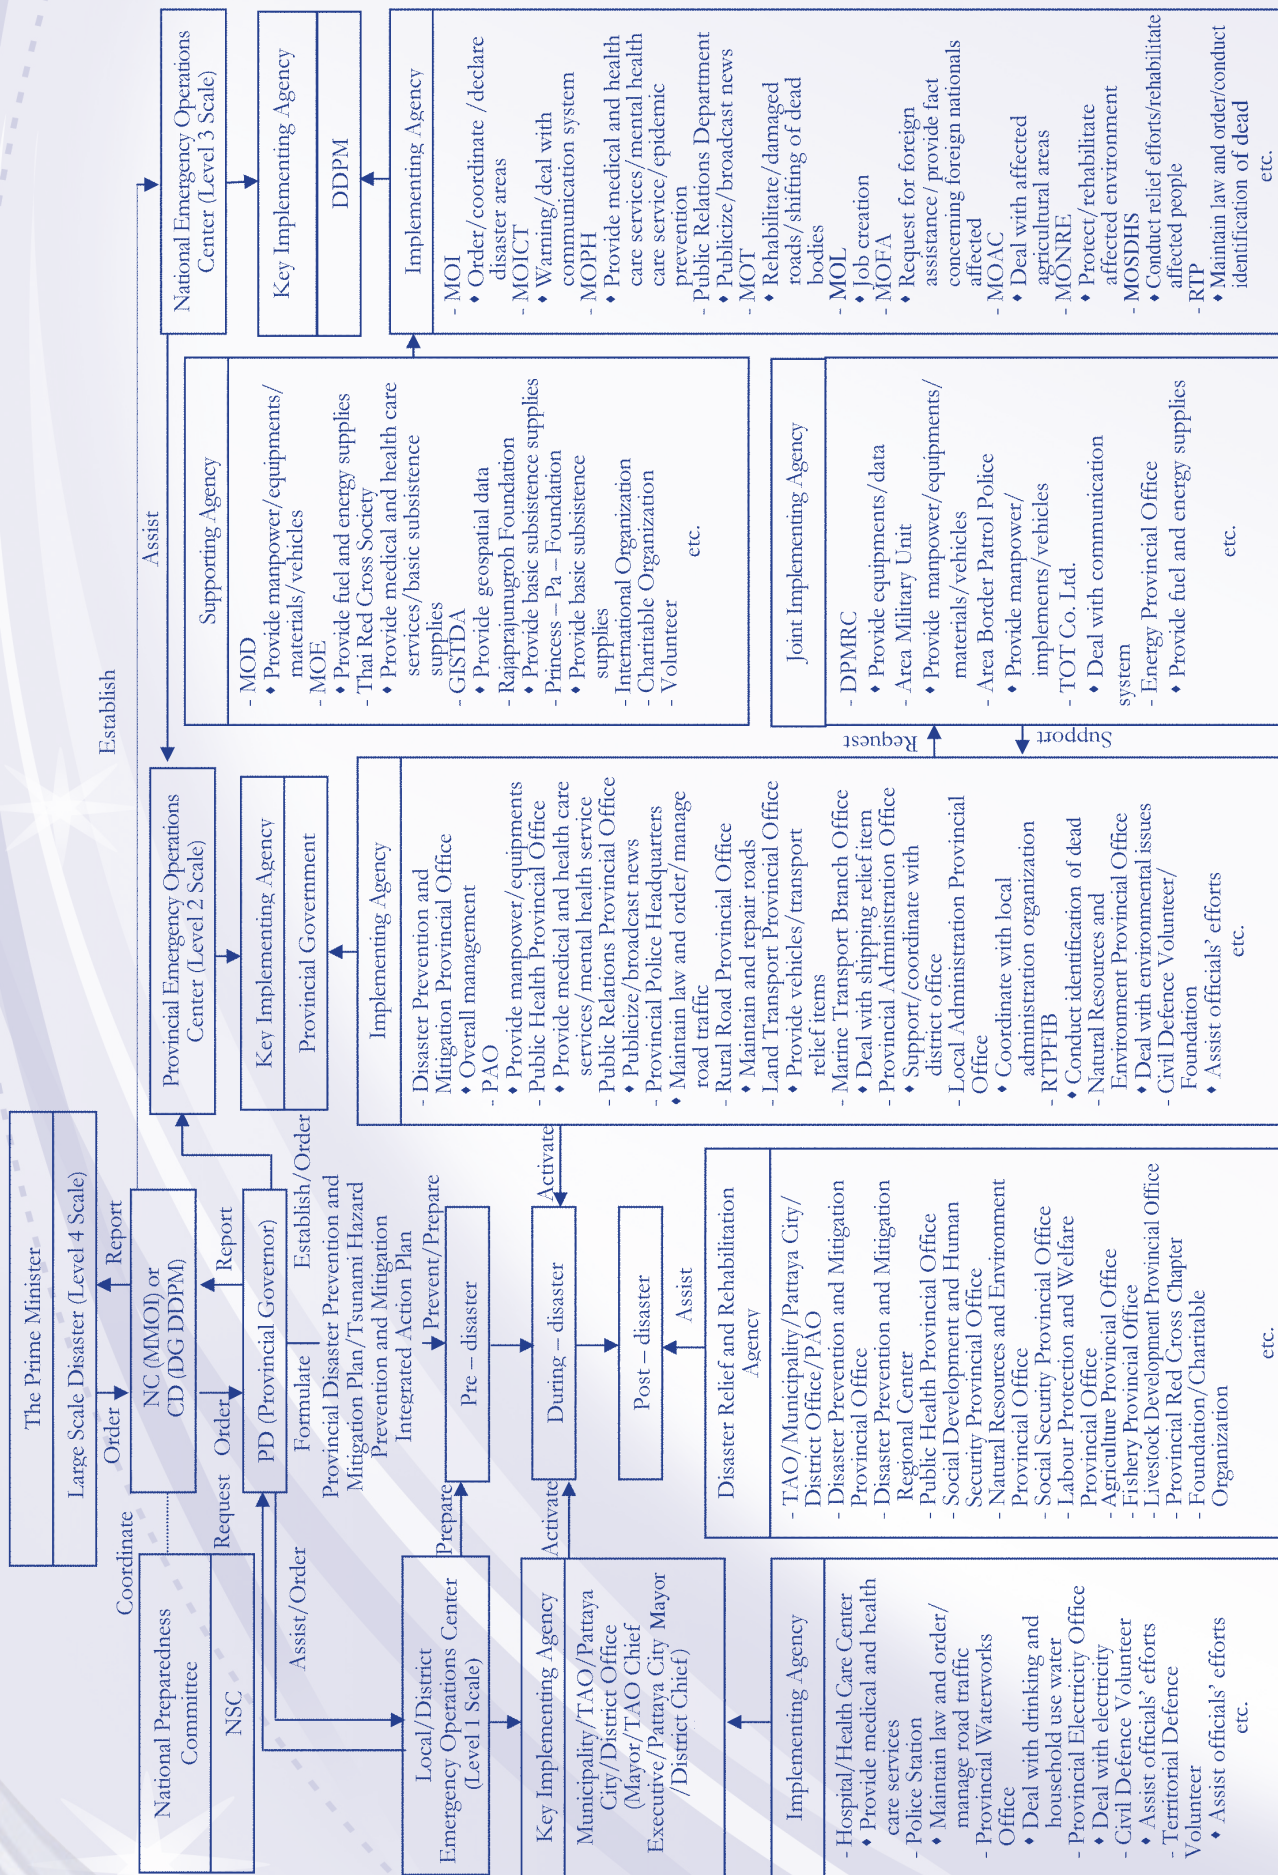 The Prime Minister
Large Scale Disaster (Level 4 Scale)
Coordinate
Order
Report
Establish
National Preparedness
Committee
NSC
NC (MMOI) or
CD (DG DDPM)
Assist
Request
Order
Report
PD (Provincial Governor)
Assist/Order
Formulate
Establish/Order
Provincial Disaster Prevention and
Mitigation Plan/Tsunami Hazard
Prevention and Mitigation
Integrated Action Plan
Prevent/Prepare
Provincial Emergency Operations
Center (Level 2 Scale)
Key Implementing Agency
Provincial Government
National Emergency Operations
Center (Level 3 Scale)
Key Implementing Agency
DDPM
Local/District
Emergency Operations Center
(Level1 Scale)
Prepare
Pre – disaster
Key Implementing Agency
Municipality/TAO/Pattaya
City/District Office
(Mayor/TAO Chief
Executive/Pattaya City Mayor
/District Chief)
Activate
During – disaster
Activate
Post – disaster
Assist
Implementing Agency
- Hospital/Health Care Center
♦ Provide medical and health
care services
- Police Station
♦ Maintain law and order/
manage road traffic
- Provincial Waterworks
Office
♦ Deal with drinking and
household use water
- Provincial Electricity Office
♦ Deal with electricity
- Civil Defence Volunteer
♦ Assist officials' efforts
- Territorial Defence
Volunteer
♦ Assist officials' efforts
etc.
Disaster Relief and Rehabilitation
Agency
- TAO/Municipality/Pattaya City/
District Office/PAO
- Disaster Prevention and Mitigation
Provincial Office
- Disaster Prevention and Mitigation
Regional Center
- Public Health Provincial Office
- Social Development and Human
Security Provincial Office
- Natural Resources and Environment
Provincial Office
- Social Security Provincial Office
- Labour Protection and Welfare
Provincial Office
- Agriculture Provincial Office
- Fishery Provincial Office
- Livestock Development Provincial Office
- Provincial Red Cross Chapter
- Foundation/Charitable
Organization
etc.
Implementing Agency
- Disaster Prevention and
Mitigation Provincial Office
♦ Overall management
- PAO
♦ Provide manpower/equipments
- Public Health Provincial Office
♦ Provide medical and health care
services/mental health service
- Public Relations Provincial Office
♦ Publicize/broadcast news
- Provincial Police Headquarters
♦ Maintain law and order/manage
road traffic
- Rural Road Provincial Office
♦ Maintain and repair roads
- Land Transport Provincial Office
♦ Provide vehicles/transport
relief items
- Marine Transport Branch Office
♦ Deal with shipping relief item
- Provincial Administration Office
♦ Support/coordinate with
district office
- Local Administration Provincial
Office
♦ Coordinate with local
administration organization
- RTPFIB
♦ Conduct identification of dead
- Natural Resources and
Environment Provincial Office
♦ Deal with environmental issues
- Civil Defence Volunteer/
Foundation
♦ Assist officials' efforts
etc.
Supporting Agency
- MOD
♦ Provide manpower/equipments/
materials/vehicles
- MOE
♦ Provide fuel and energy supplies
- Thai Red Cross Society
♦ Provide medical and health care
services/basic subsistence
supplies
- GISTDA
♦ Provide geospatial data
- Rajaprajunugroh Foundation
♦ Provide basic subsistence supplies
- Princess – Pa – Foundation
♦ Provide basic subsistence
supplies
- International Organization
- Charitable Organization
- Volunteer
etc.
Request
Support
Joint Implementing Agency
- DPMRC
♦ Provide equipments/data
- Area Military Unit
♦ Provide manpower/equipments/
materials/vehicles
- Area Border Patrol Police
♦ Provide manpower/
implements/vehicles
- TOT Co. Ltd.
♦ Deal with communication
system
- Energy Provincial Office
♦ Provide fuel and energy supplies
etc.
Implementing Agency
- MOI
♦ Order/coordinate /declare
disaster areas
- MOICT
♦ Warning/deal with
communication system
- MOPH
♦ Provide medical and health
care services/mental health
care service/epidemic
prevention
- Public Relations Department
♦ Publicize/broadcast news
- MOT
♦ Rehabilitate/damaged
roads/shifting of dead
bodies
- MOL
♦ Job creation
- MOFA
♦ Request for foreign
assistance/provide fact
concerning foreign nationals
affected
- MOAC
♦ Deal with affected
agricultural areas
- MONRE
♦ Protect/rehabilitate
affected environment
- MOSDHS
♦ Conduct relief efforts/rehabilitate
affected people
- RTP
♦ Maintain law and order/conduct
identification of dead
etc.